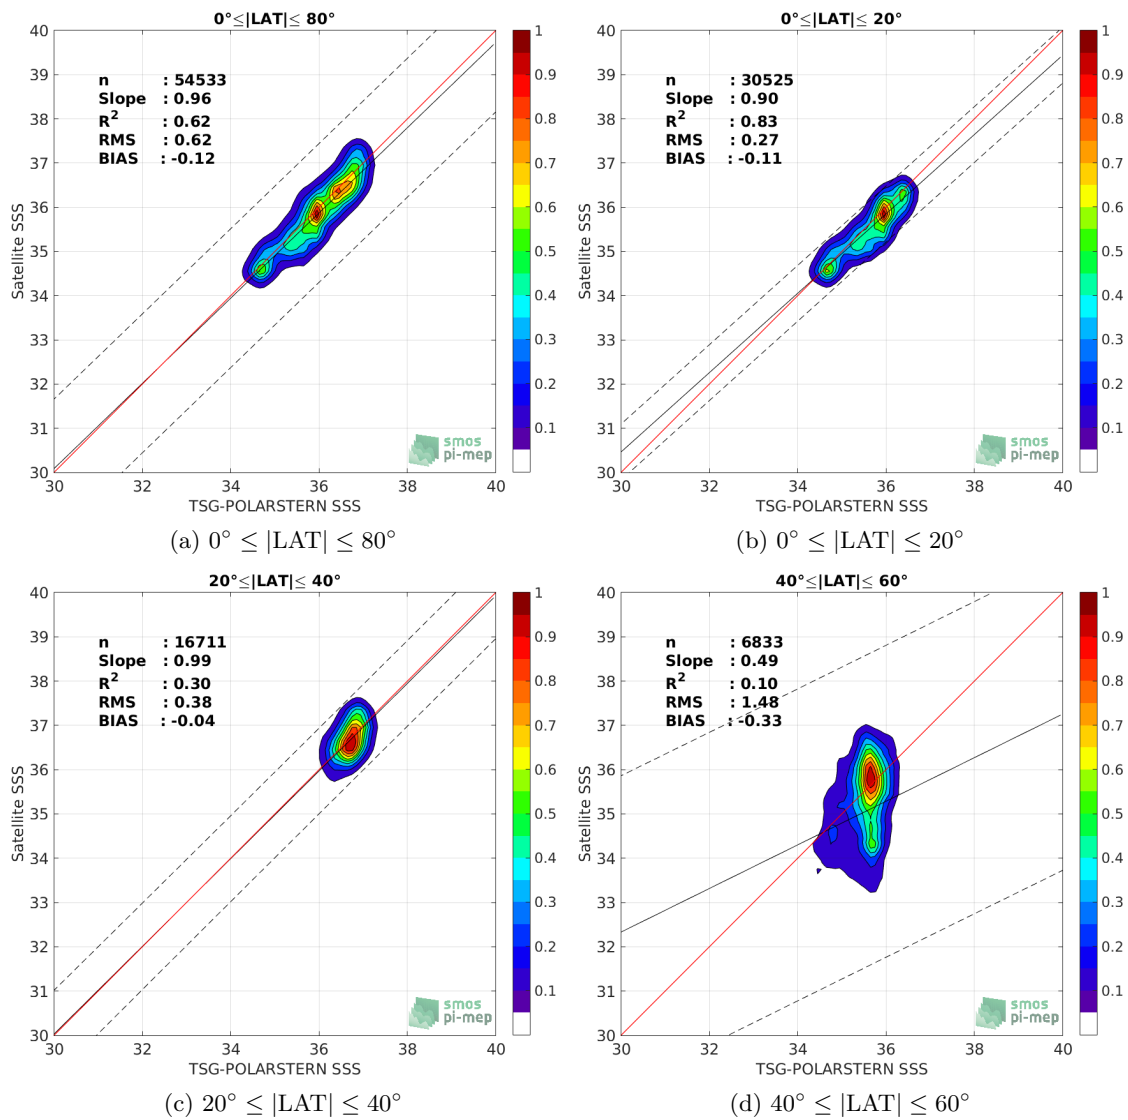 0°≤|LAT|≤ 80°
40
39
38
37
36
35
34
33
32
31
30
Satellite SSS
n : 54533
Slope : 0.96
R2 : 0.62
RMS : 0.62
BIAS : -0.12
smos
pi-mep
30 32 34 36 38 40
TSG-POLARSTERN SSS
1
0.9
0.8
0.7
0.6
0.5
0.4
0.3
0.2
0.1
(a) 0° ≤ |LAT| ≤ 80°
0°≤|LAT|≤ 20°
40
39
38
37
36
35
34
33
32
31
30
Satellite SSS
n : 30525
Slope : 0.90
R2 : 0.83
RMS : 0.27
BIAS : -0.11
smos
pi-mep
30 32 34 36 38 40
TSG-POLARSTERN SSS
1
0.9
0.8
0.7
0.6
0.5
0.4
0.3
0.2
0.1
(b) 0° ≤ |LAT| ≤ 20°
20°≤|LAT|≤ 40°
40
39
38
37
36
35
34
33
32
31
30
Satellite SSS
n : 16711
Slope : 0.99
R2 : 0.30
RMS : 0.38
BIAS : -0.04
smos
pi-mep
30 32 34 36 38 40
TSG-POLARSTERN SSS
1
0.9
0.8
0.7
0.6
0.5
0.4
0.3
0.2
0.1
(c) 20° ≤ |LAT| ≤ 40°
40°≤|LAT|≤ 60°
40
39
38
37
36
35
34
33
32
31
30
Satellite SSS
n : 6833
Slope : 0.49
R2 : 0.10
RMS : 1.48
BIAS : -0.33
smos
pi-mep
30 32 34 36 38 40
TSG-POLARSTERN SSS
1
0.9
0.8
0.7
0.6
0.5
0.4
0.3
0.2
0.1
(d) 40° ≤ |LAT| ≤ 60°